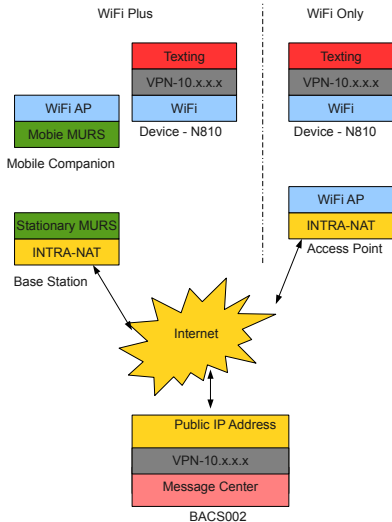 WiFi Plus
WiFi Only
Texting
VPN-10.x.x.x
WiFi
Device - N810
WiFi AP
Mobie MURS
Mobile Companion
Texting
VPN-10.x.x.x
WiFi
Device - N810
Stationary MURS
INTRA-NAT
Base Station
WiFi AP
INTRA-NAT
Access Point
Internet
Public IP Address
VPN-10.x.x.x
Message Center
BACS002